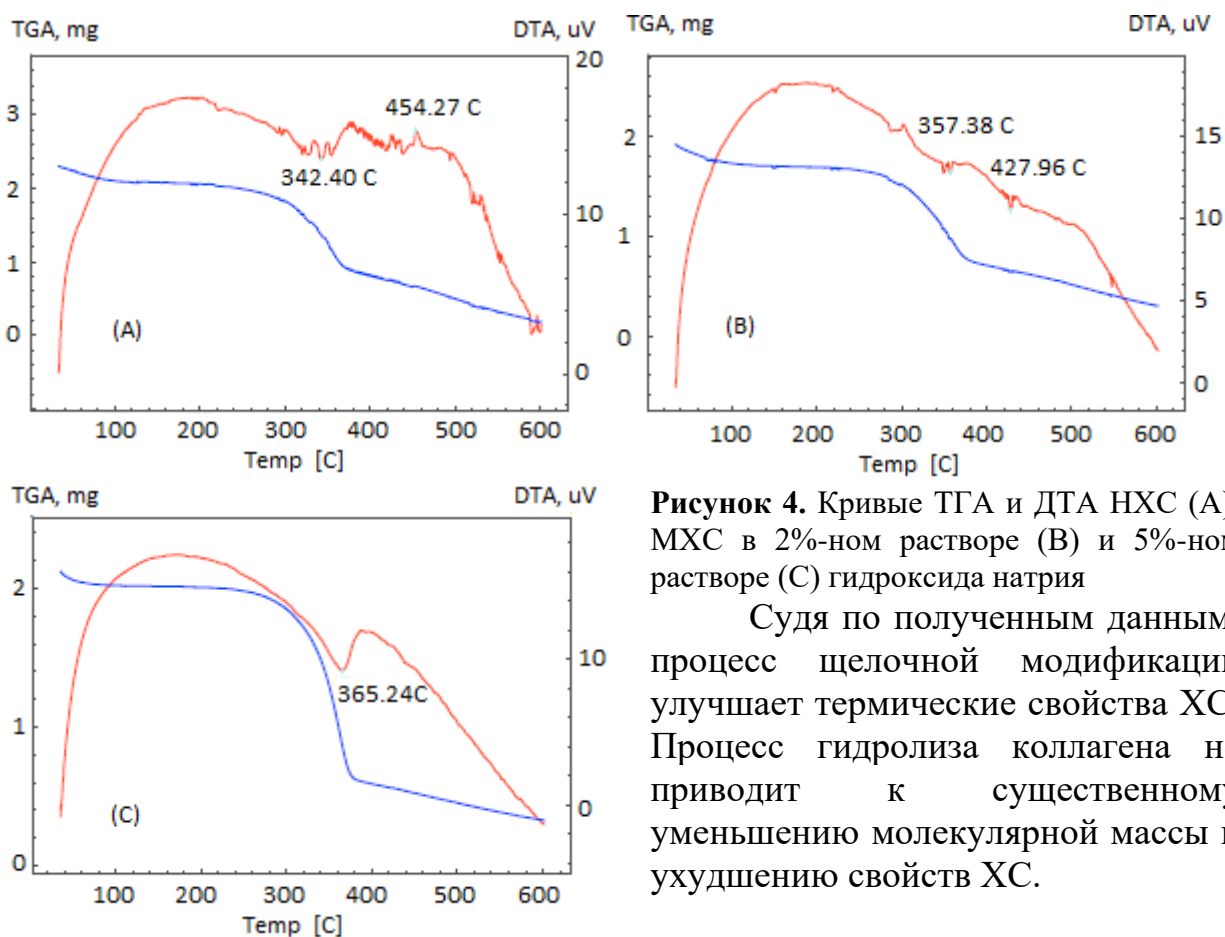 TGA, mg
DTA, uV
20
3
454.27 C
342.40 C
2
10
1
0
(A)
0
100 200 300 400 500 600
Temp [C]
TGA, mg
DTA, uV
2
357.38 C
15
427.96 C
1
10
5
0
(B)
0
100 200 300 400 500 600
Temp [C]
TGA, mg
DTA, uV
2
10
365.24C
1
0
(C)
0
100 200 300 400 500 600
Temp [C]
Рисунок 4. Кривые ТГА и ДТА НХС (А)
МХС в 2%-ном растворе (В) и 5%-ном
растворе (С) гидроксида натрия
Судя по полученным данным
процесс щелочной модификаци
улучшает термические свойства ХС
Процесс гидролиза коллагена н
приводит к существенному
уменьшению молекулярной массы
ухудшению свойств ХС.